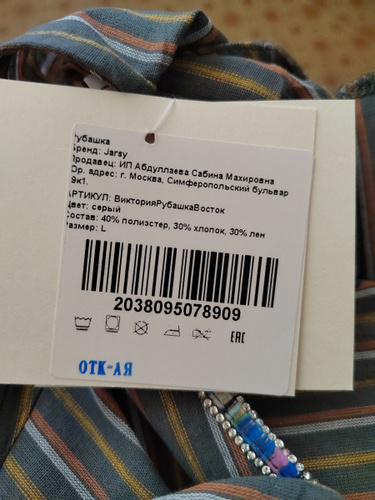 Рубашка
Бренд: Jarsy
Продавец: ИП Абдуллаева Сабина Махировна
Юр. адрес: г. Москва, Симферопольский бульвар
9к1.
АРТИКУЛ: ВикторияРубашкаВосток
Цвет: серый
Состав: 40% полиэстер, 30% хлопок, 30% лен
Размер: L
2038095078909
EAC
ОТК-АЯ